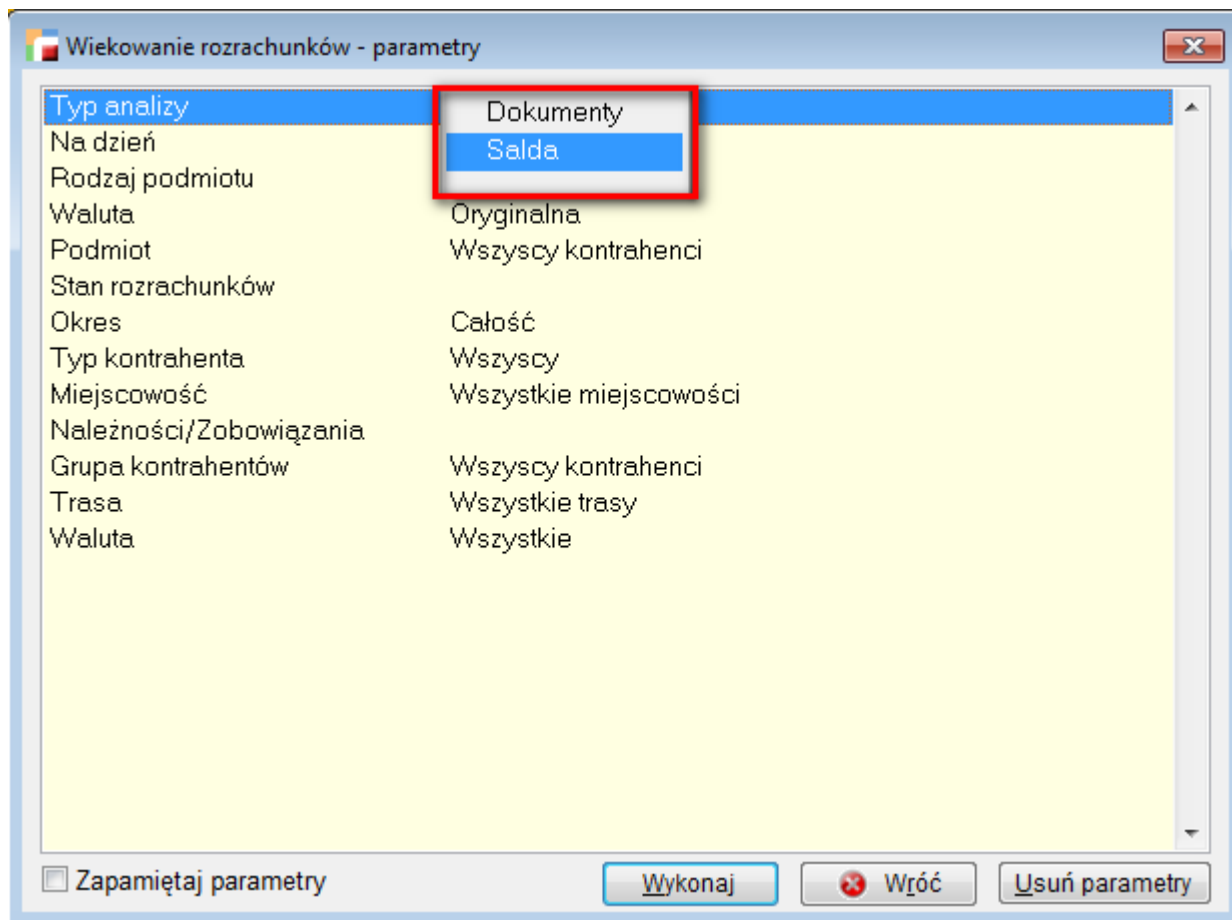 Wiekowanie rozrachunków - parametry
Typ analizy Dokumenty
Na dzień Salda
Rodzaj podmiotu
Waluta Oryginalna
Podmiot Wszyscy kontrahenci
Stan rozrachunków
Okres Całość
Typ kontrahenta Wszyscy
Miejscowość Wszystkie miejscowości
Należności/Zobowiązania
Grupa kontrahentów Wszyscy kontrahenci
Trasa Wszystkie trasy
Waluta Wszystkie
Zapamiętaj parametry Wykonaj Wróć Usuń parametry